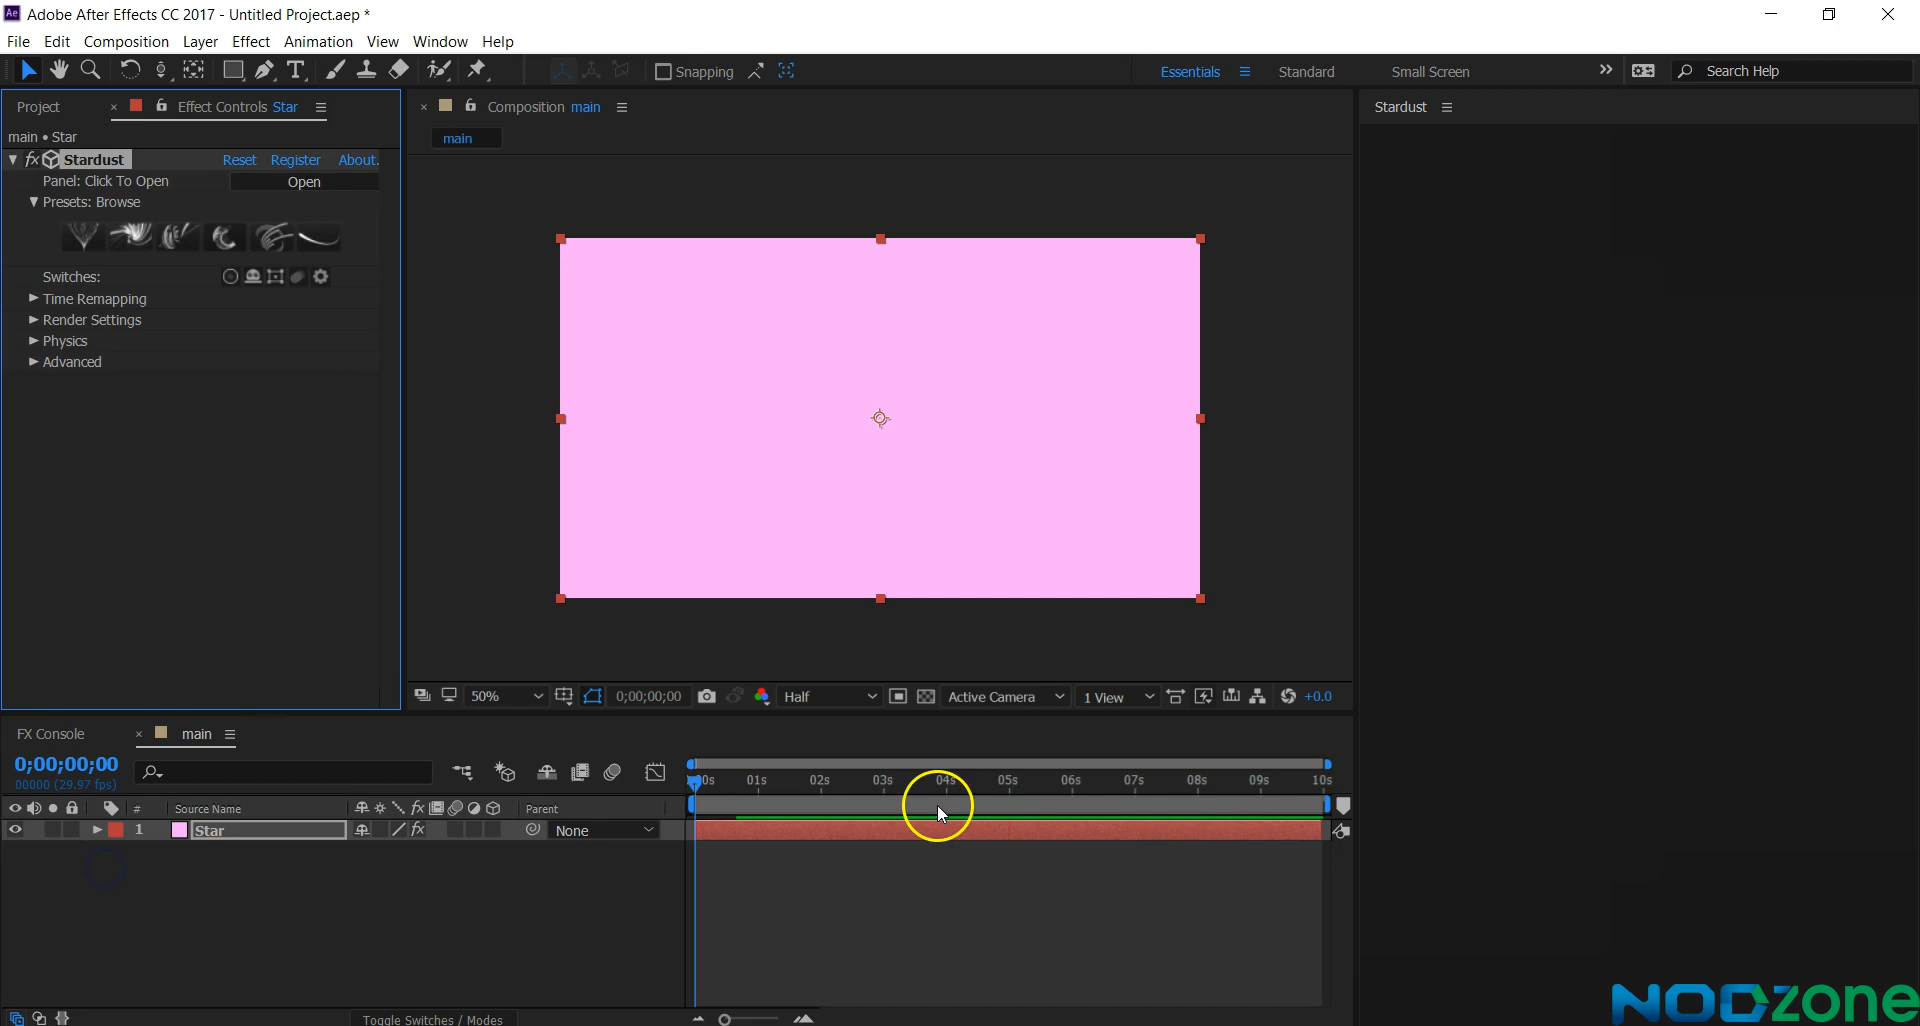 Adobe After Effects CC 2017 - Untitled Project.aep *
File Edit Composition Layer Effect Animation View Window Help
Snapping Essentials Standard Small Screen Search Help
Project Effect Controls Star
Composition main
Stardust
main • Star
main
fx Stardust Reset Register About.
Panel: Click To Open Open
Presets: Browse
Switches:
Time Remapping
Render Settings
Physics
Advanced
50% 0;00;00;00 Half Active Camera 1 View +0.0
FX Console main
0;00;00;00
00000 (29.97 fps)
00s 01s 02s 03s 04s 05s 06s 07s 08s 09s 10s
# Source Name fx Parent
1 Star fx None
Toggle Switches / Modes
NODzone